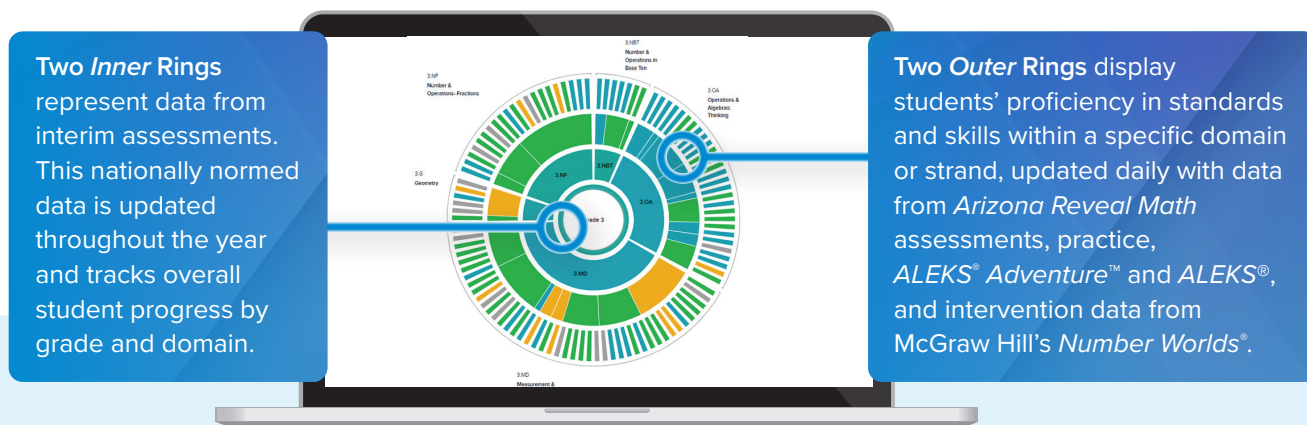 Two Inner Rings
represent data from
interim assessments.
This nationally normed
data is updated
throughout the year
and tracks overall
student progress by
grade and domain.
3.NBT
Number &
Operations in
Base Ten
3.NF
Number &
Operations–Fractions
3.OA
Operations &
Algebraic
Thinking
3.G
Geometry
3.NBT
3.NF
3.OA
rade 3
3.MD
3.MD
Measurement &
Two Outer Rings display
students’ proficiency in standards
and skills within a specific domain
or strand, updated daily with data
from Arizona Reveal Math
assessments, practice,
ALEKS® Adventure™ and ALEKS®,
and intervention data from
McGraw Hill’s Number Worlds®.